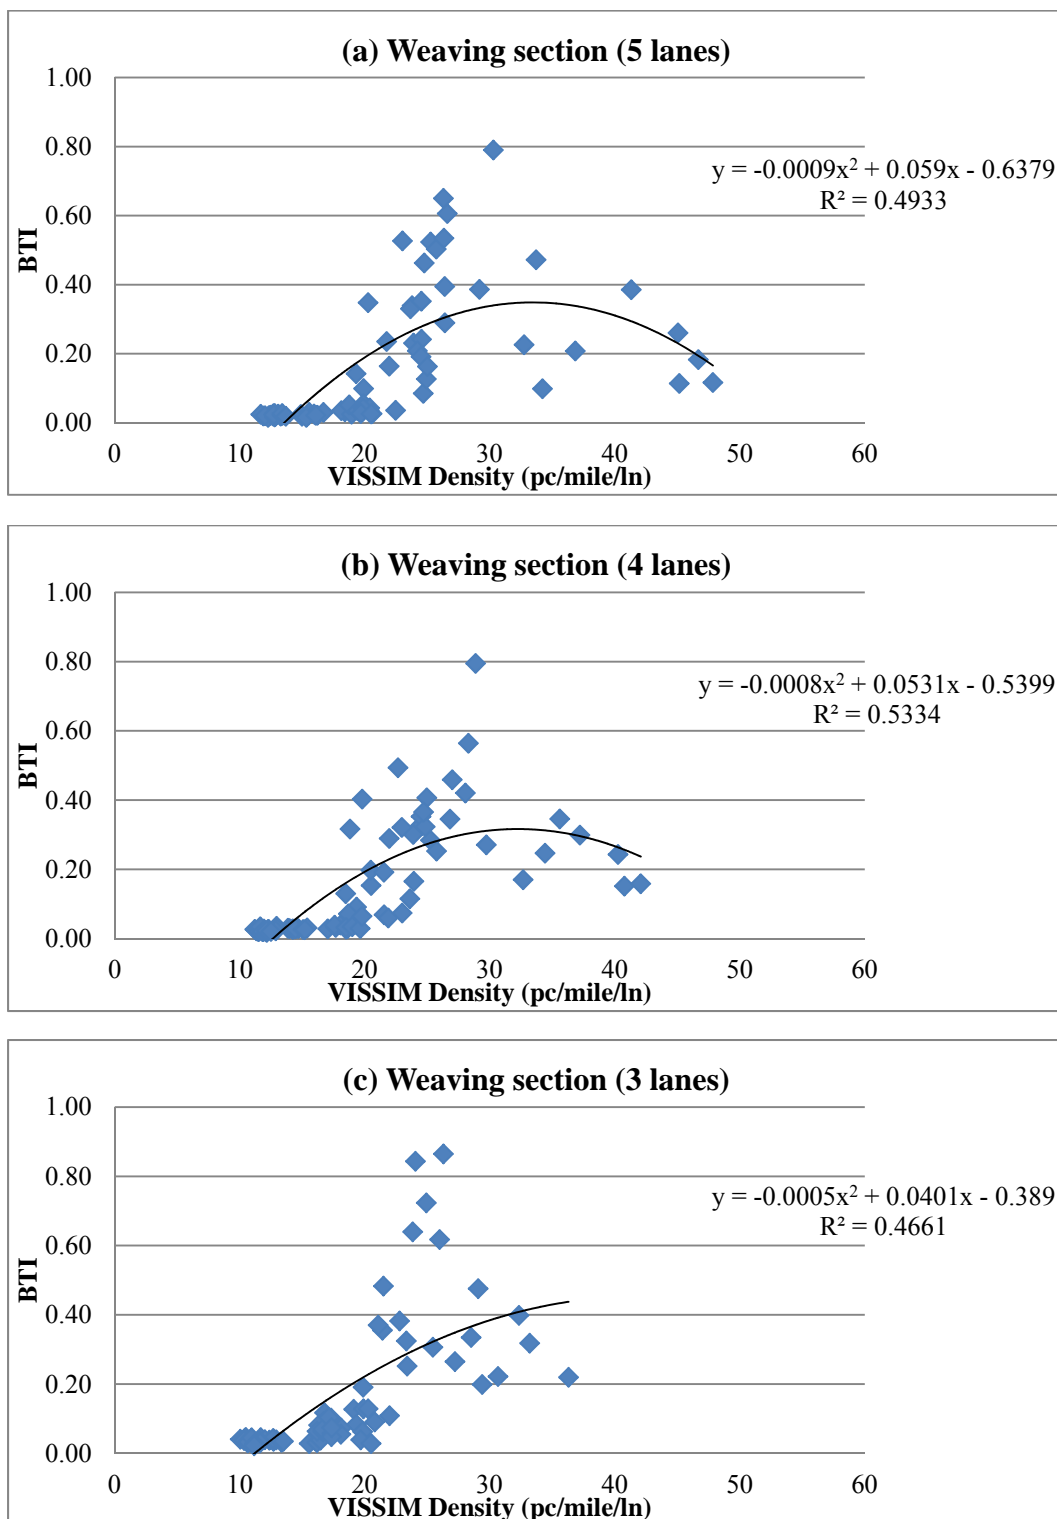 (a) Weaving section (5 lanes)
1.00
0.80
0.60
0.40
0.20
0.00
BTI
y = -0.0009x² + 0.059x - 0.6379
R² = 0.4933
0 10 20 30 40 50 60
VISSIM Density (pc/mile/ln)
(b) Weaving section (4 lanes)
1.00
0.80
0.60
0.40
0.20
0.00
BTI
y = -0.0008x² + 0.0531x - 0.5399
R² = 0.5334
0 10 20 30 40 50 60
VISSIM Density (pc/mile/ln)
(c) Weaving section (3 lanes)
1.00
0.80
0.60
0.40
0.20
0.00
BTI
y = -0.0005x² + 0.0401x - 0.389
R² = 0.4661
0 10 20 30 40 50 60
VISSIM Density (pc/mile/ln)